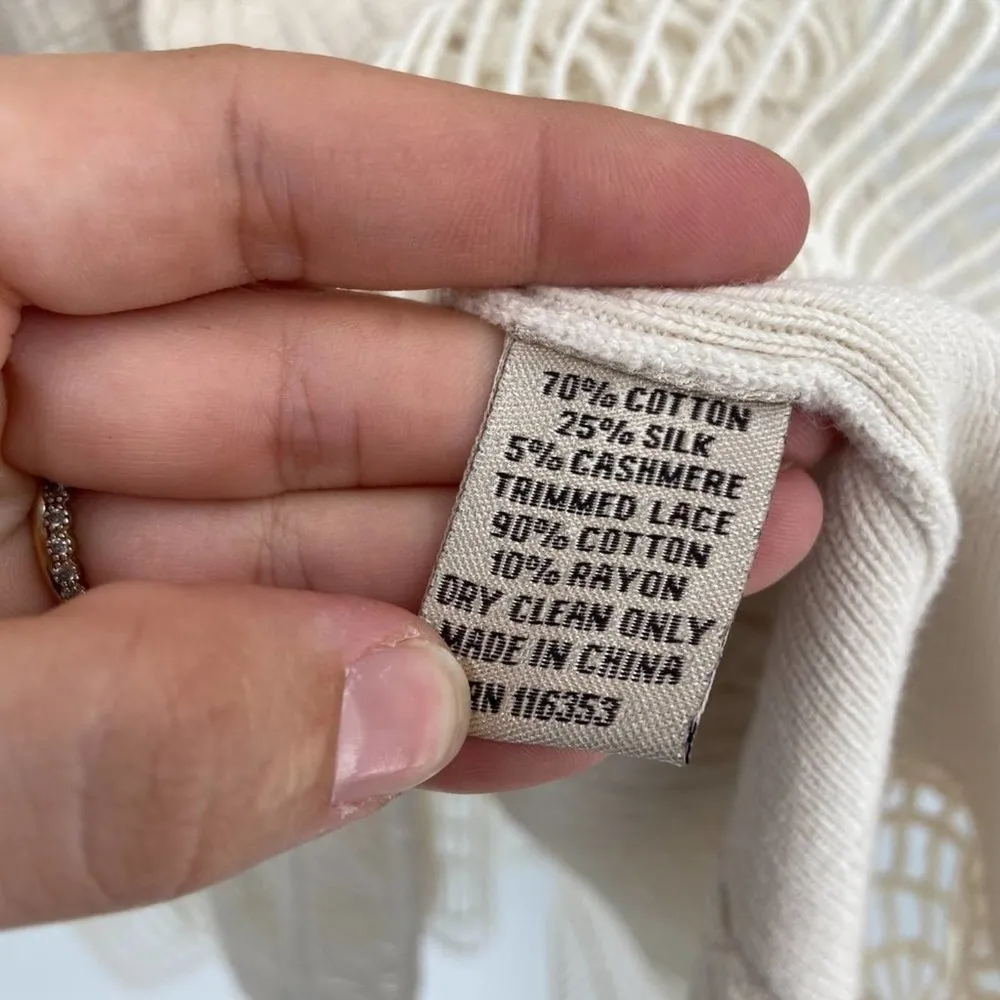 70% COTTON
25% SILK
5% CASHMERE
TRIMMED LACE
90% COTTON
10% RAYON
DRY CLEAN ONLY
MADE IN CHINA
RN 116353